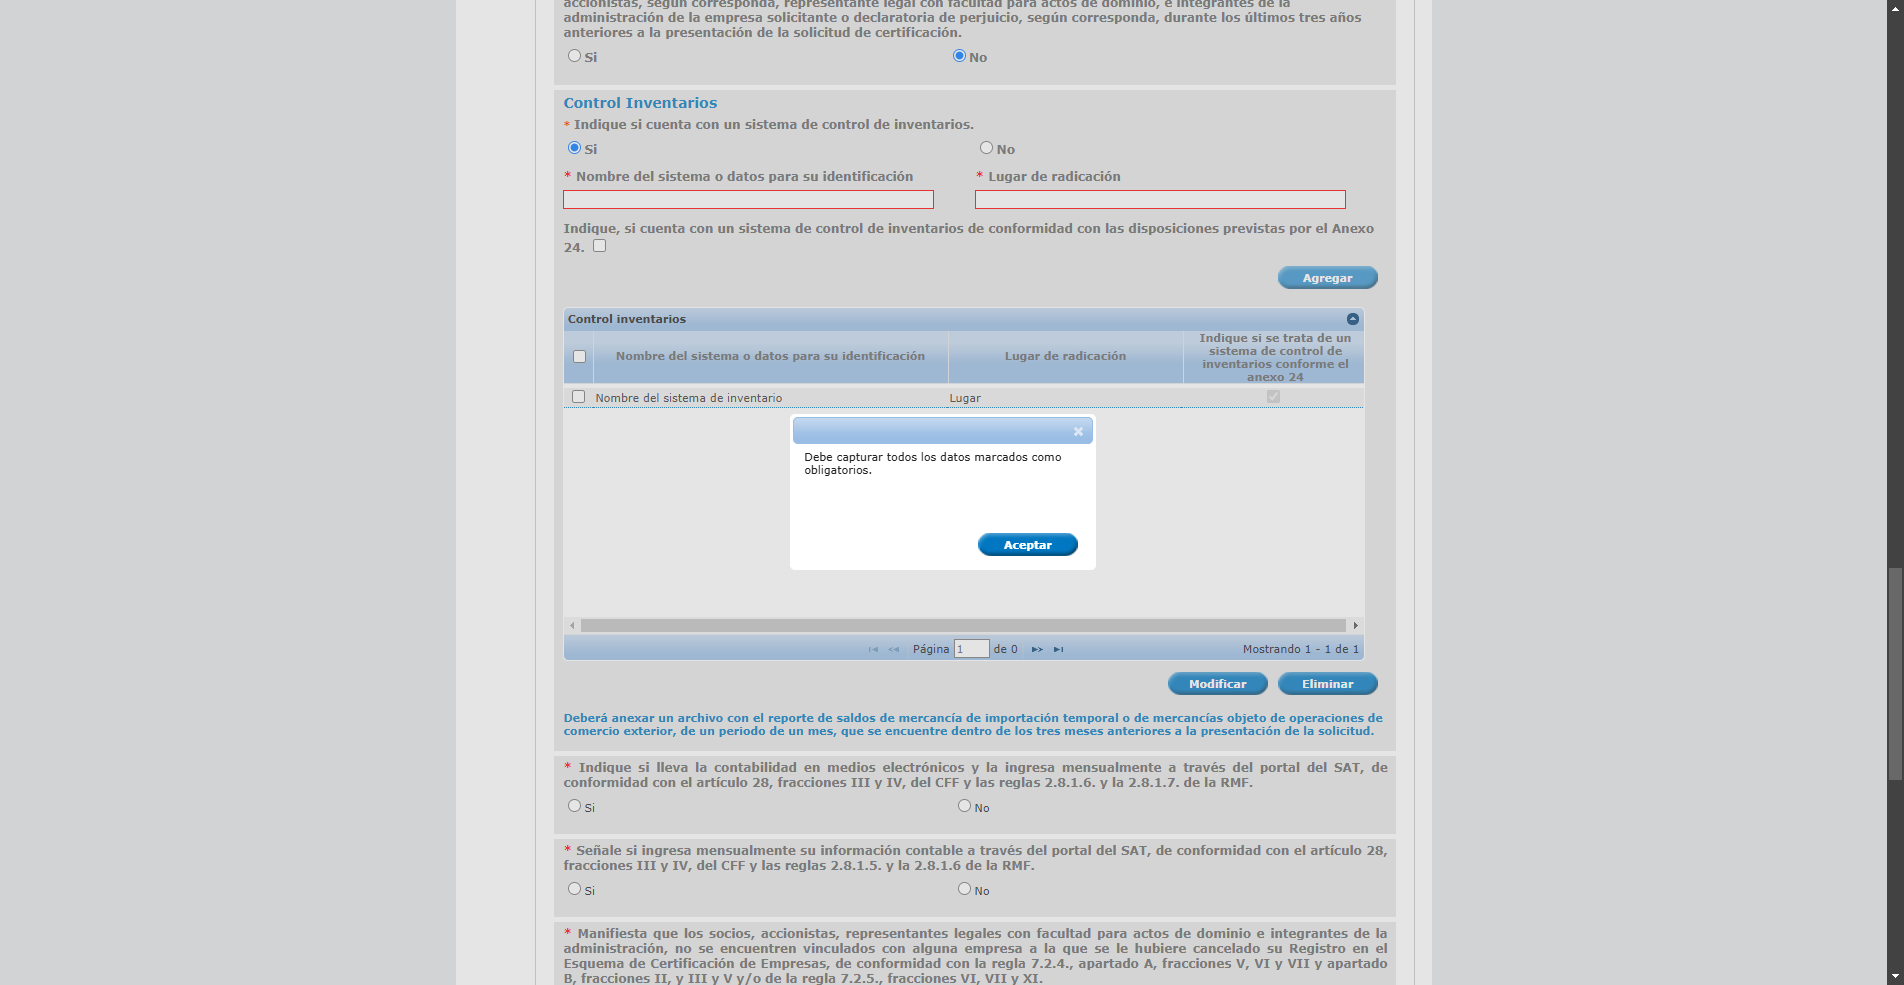 accionistas, según corresponda, representante legal con facultad para actos de dominio, e integrantes de la
administración de la empresa solicitante o declaratoria de perjuicio, según corresponda, durante los últimos tres años
anteriores a la presentación de la solicitud de certificación.
Si No
Control Inventarios
* Indique si cuenta con un sistema de control de inventarios.
Si No
* Nombre del sistema o datos para su identificación * Lugar de radicación
Indique, si cuenta con un sistema de control de inventarios de conformidad con las disposiciones previstas por el Anexo
24.
Agregar
Control inventarios
Nombre del sistema o datos para su identificación Lugar de radicación
Indique si se trata de un
sistema de control de
inventarios conforme el
anexo 24
Nombre del sistema de inventario Lugar
Debe capturar todos los datos marcados como
obligatorios.
Aceptar
Página 1 de 0 Mostrando 1 - 1 de 1
Modificar Eliminar
Deberá anexar un archivo con el reporte de saldos de mercancía de importación temporal o de mercancías objeto de operaciones de
comercio exterior, de un periodo de un mes, que se encuentre dentro de los tres meses anteriores a la presentación de la solicitud.
* Indique si lleva la contabilidad en medios electrónicos y la ingresa mensualmente a través del portal del SAT, de
conformidad con el artículo 28, fracciones III y IV, del CFF y las reglas 2.8.1.6. y la 2.8.1.7. de la RMF.
Si No
* Señale si ingresa mensualmente su información contable a través del portal del SAT, de conformidad con el artículo 28,
fracciones III y IV, del CFF y las reglas 2.8.1.5. y la 2.8.1.6 de la RMF.
Si No
* Manifiesta que los socios, accionistas, representantes legales con facultad para actos de dominio e integrantes de la
administración, no se encuentren vinculados con alguna empresa a la que se le hubiere cancelado su Registro en el
Esquema de Certificación de Empresas, de conformidad con la regla 7.2.4., apartado A, fracciones V, VI y VII y apartado
B, fracciones II, y III y V y/o de la regla 7.2.5., fracciones VI, VII y XI.